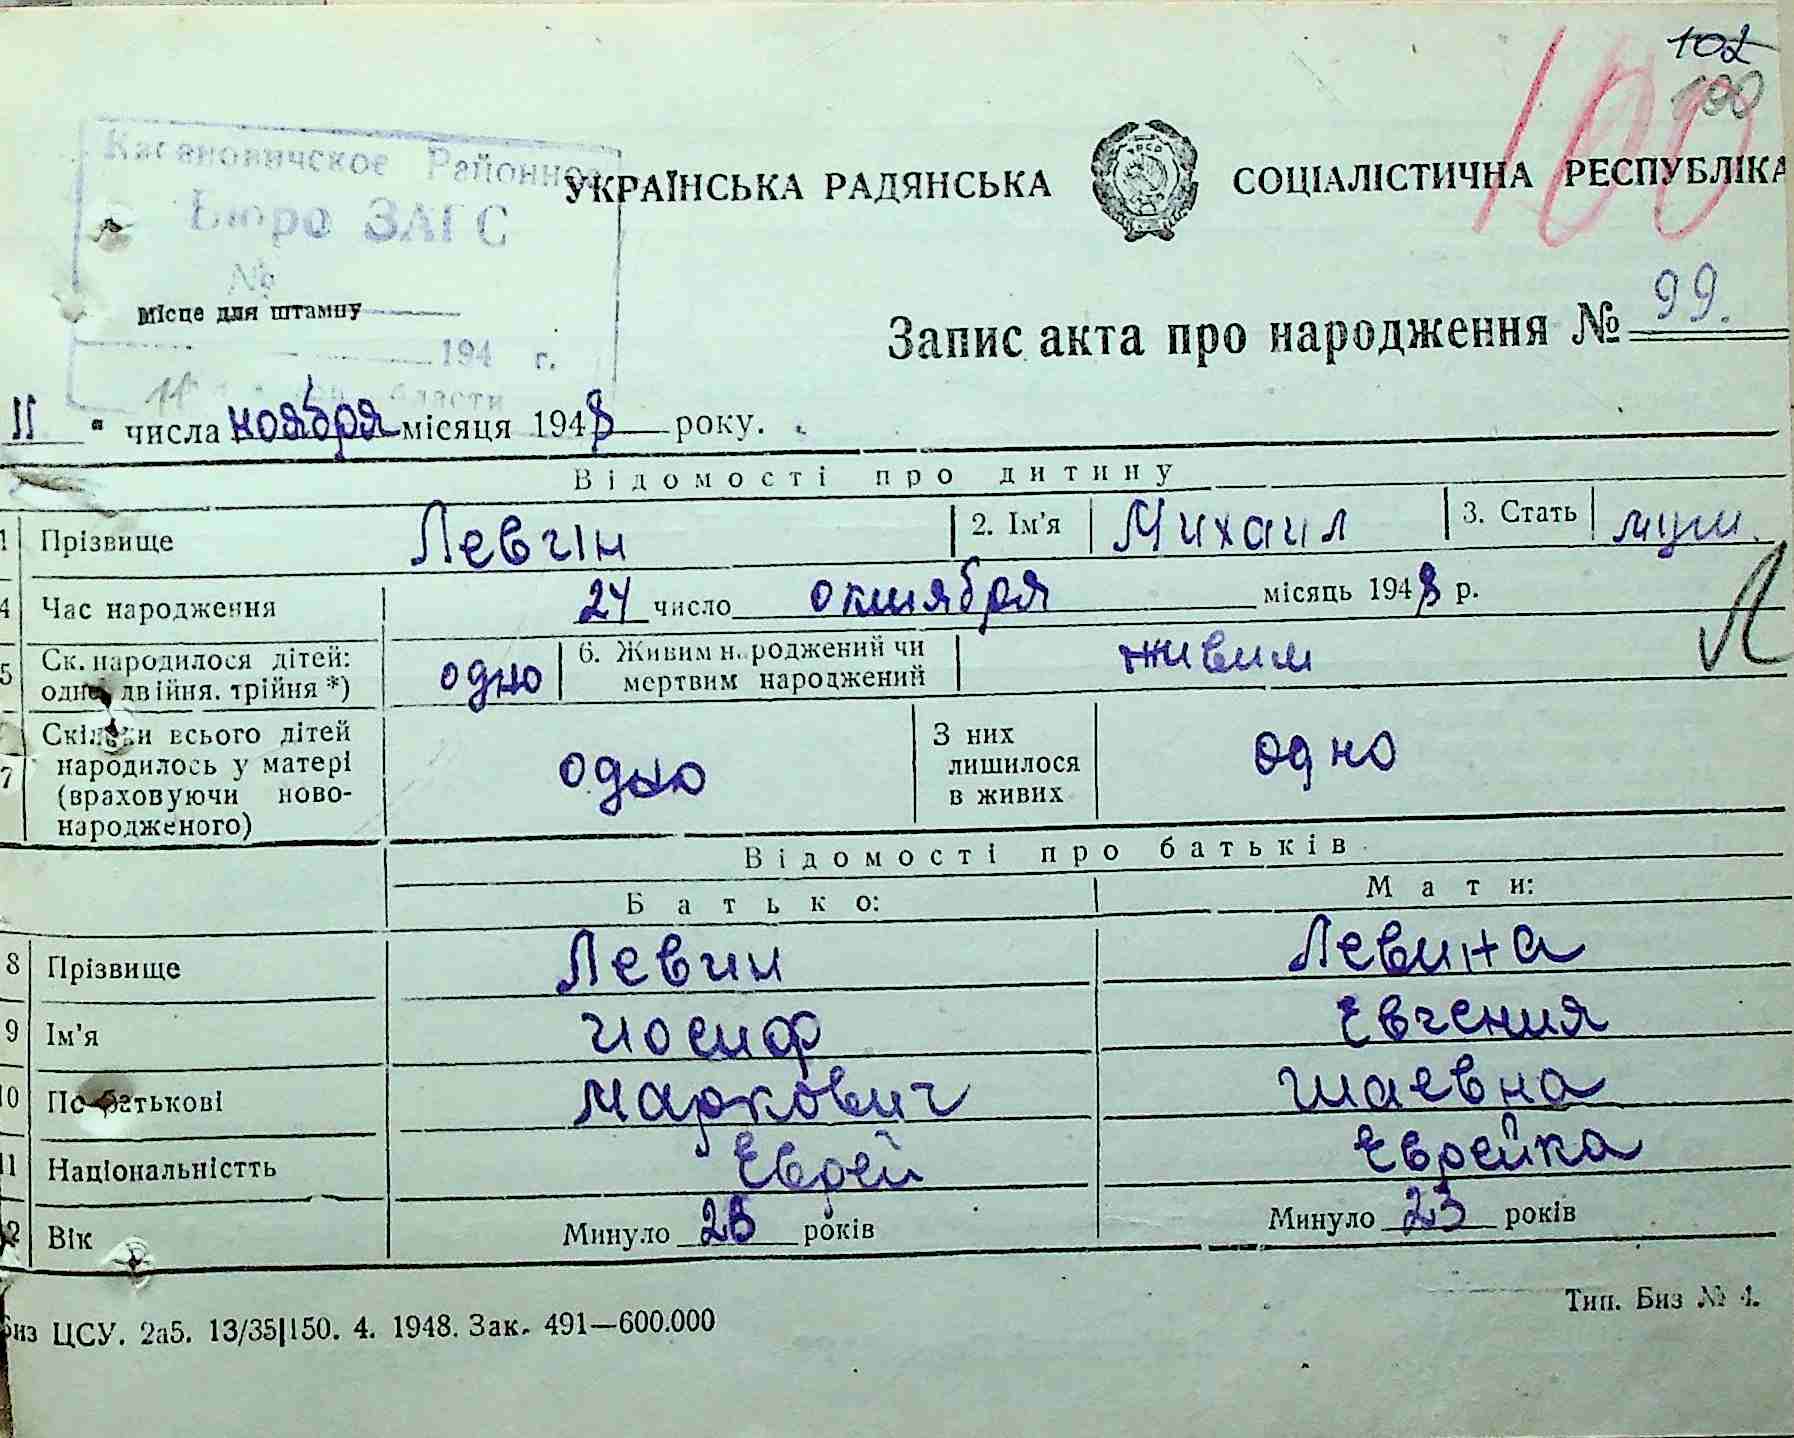 102
100
100
Районное
УКРАЇНСЬКА РАДЯНСЬКА СОЦІАЛІСТИЧНА РЕСПУБЛІКА
Бюро ЗАГС
№
Місце для штампу
194 г.
Запис акта про народження № 99.
11 " числа ноября місяця 1948 року.
Відомості про дитину
1 Прізвище Левін 2. Ім'я Михаил 3. Стать муж.
4 Час народження 24 число октября місяць 1948 р.
5 Ск. народилося дітей: одно 6. Живим народжений чи живим
одне, двійня, трійня *) мертвим народжений
Скільки всього дітей З них
7 народилось у матері одно лишилося одно
(враховуючи ново- в живих
народженого)
Відомості про батьків
Батько: Мати:
8 Прізвище Левин Левина
9 Ім'я Иосиф Евгения
10 По батькові Маркович Шаевна
11 Національністть Еврей Еврейка
12 Вік Минуло років Минуло 23 років
Биз ЦСУ. 2а5. 13/35|150. 4. 1948. Зак. 491—600.000 Тип. Биз № 4.